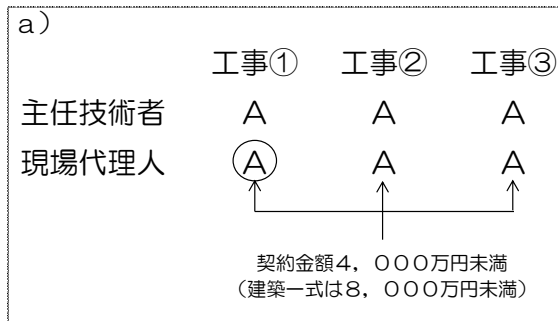 a)
工事① 工事② 工事③
主任技術者 A A A
現場代理人 A A A
契約金額4,000万円未満
(建築一式は8,000万円未満)